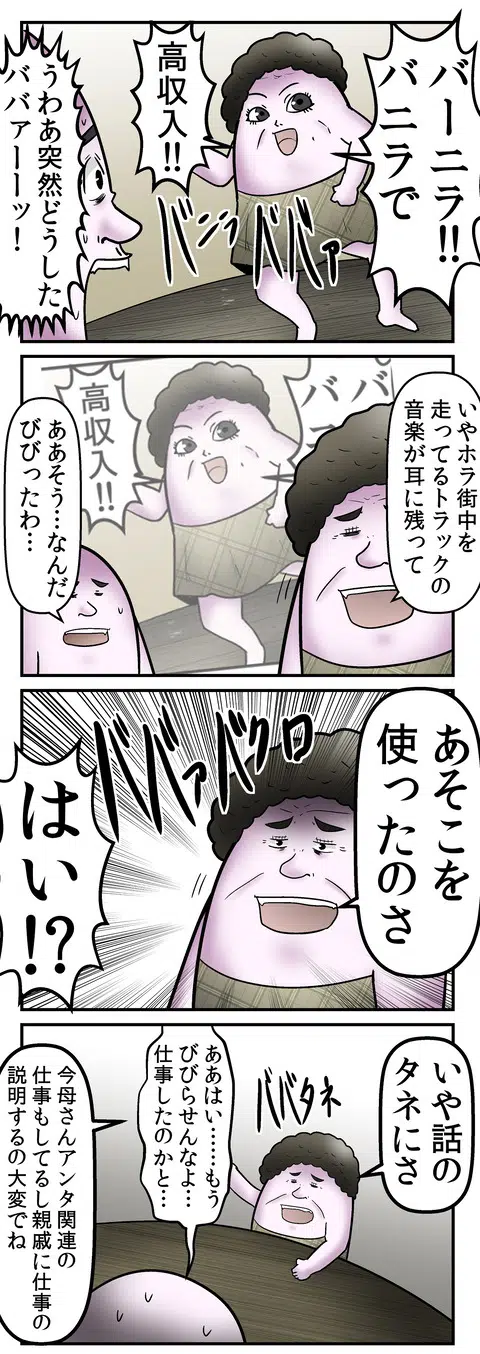 バーニラ!!
バニラで
高収入!!
バンラ
ババァ
うわあ突然どうした
ババァーーッ!
いやホラ街中を
走ってるトラックの
音楽が耳に残って
バ
バニラ
高収入!!
ああそう…なんだ
びびったわ…
あそこを
使ったのさ
ババァバクロ
はい!?
いや話の
タネにさ
ババタネ
ああはい……もう
びびらせんなよ…
仕事したのかと…
今母さんアンタ関連の
仕事もしてるし親戚に仕事の
説明するの大変でね